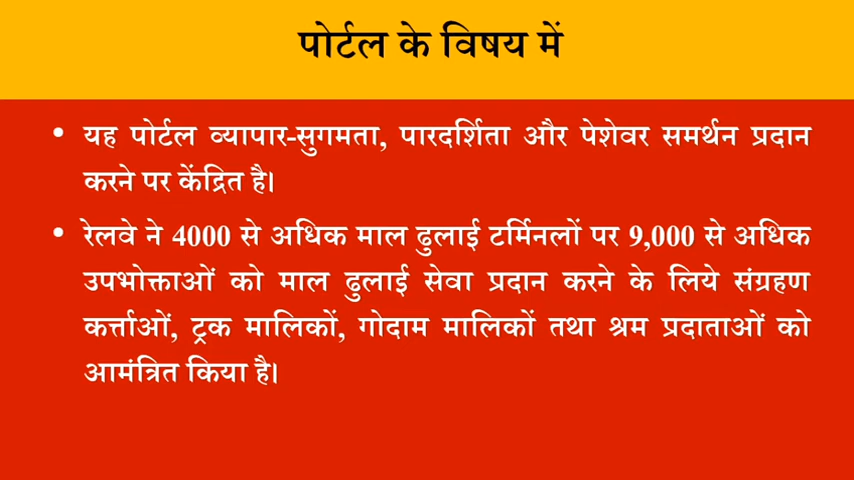 पोर्टल के विषय में
• यह पोर्टल व्यापार-सुगमता, पारदर्शिता और पेशेवर समर्थन प्रदान
करने पर केंद्रित है।
• रेलवे ने 4000 से अधिक माल ढुलाई टर्मिनलों पर 9,000 से अधिक
उपभोक्ताओं को माल ढुलाई सेवा प्रदान करने के लिये संग्रहण
कर्त्ताओं, ट्रक मालिकों, गोदाम मालिकों तथा श्रम प्रदाताओं को
आमंत्रित किया है।